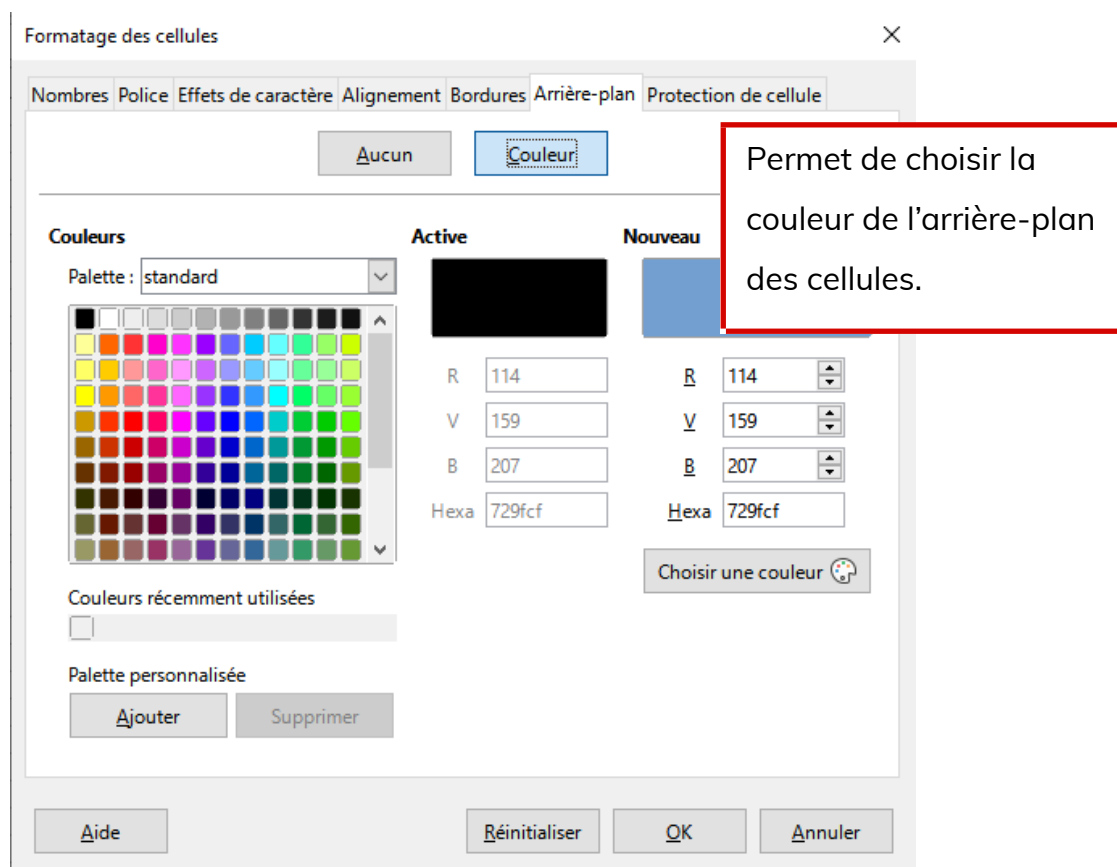 Formatage des cellules
Nombres Police Effets de caractère Alignement Bordures Arrière-plan Protection de cellule
Aucun Couleur
Permet de choisir la
couleur de l’arrière-plan
des cellules.
Couleurs Active Nouveau
Palette : standard
R 114 R 114
V 159 V 159
B 207 B 207
Hexa 729fcf Hexa 729fcf
Choisir une couleur
Couleurs récemment utilisées
Palette personnalisée
Ajouter Supprimer
Aide Réinitialiser OK Annuler